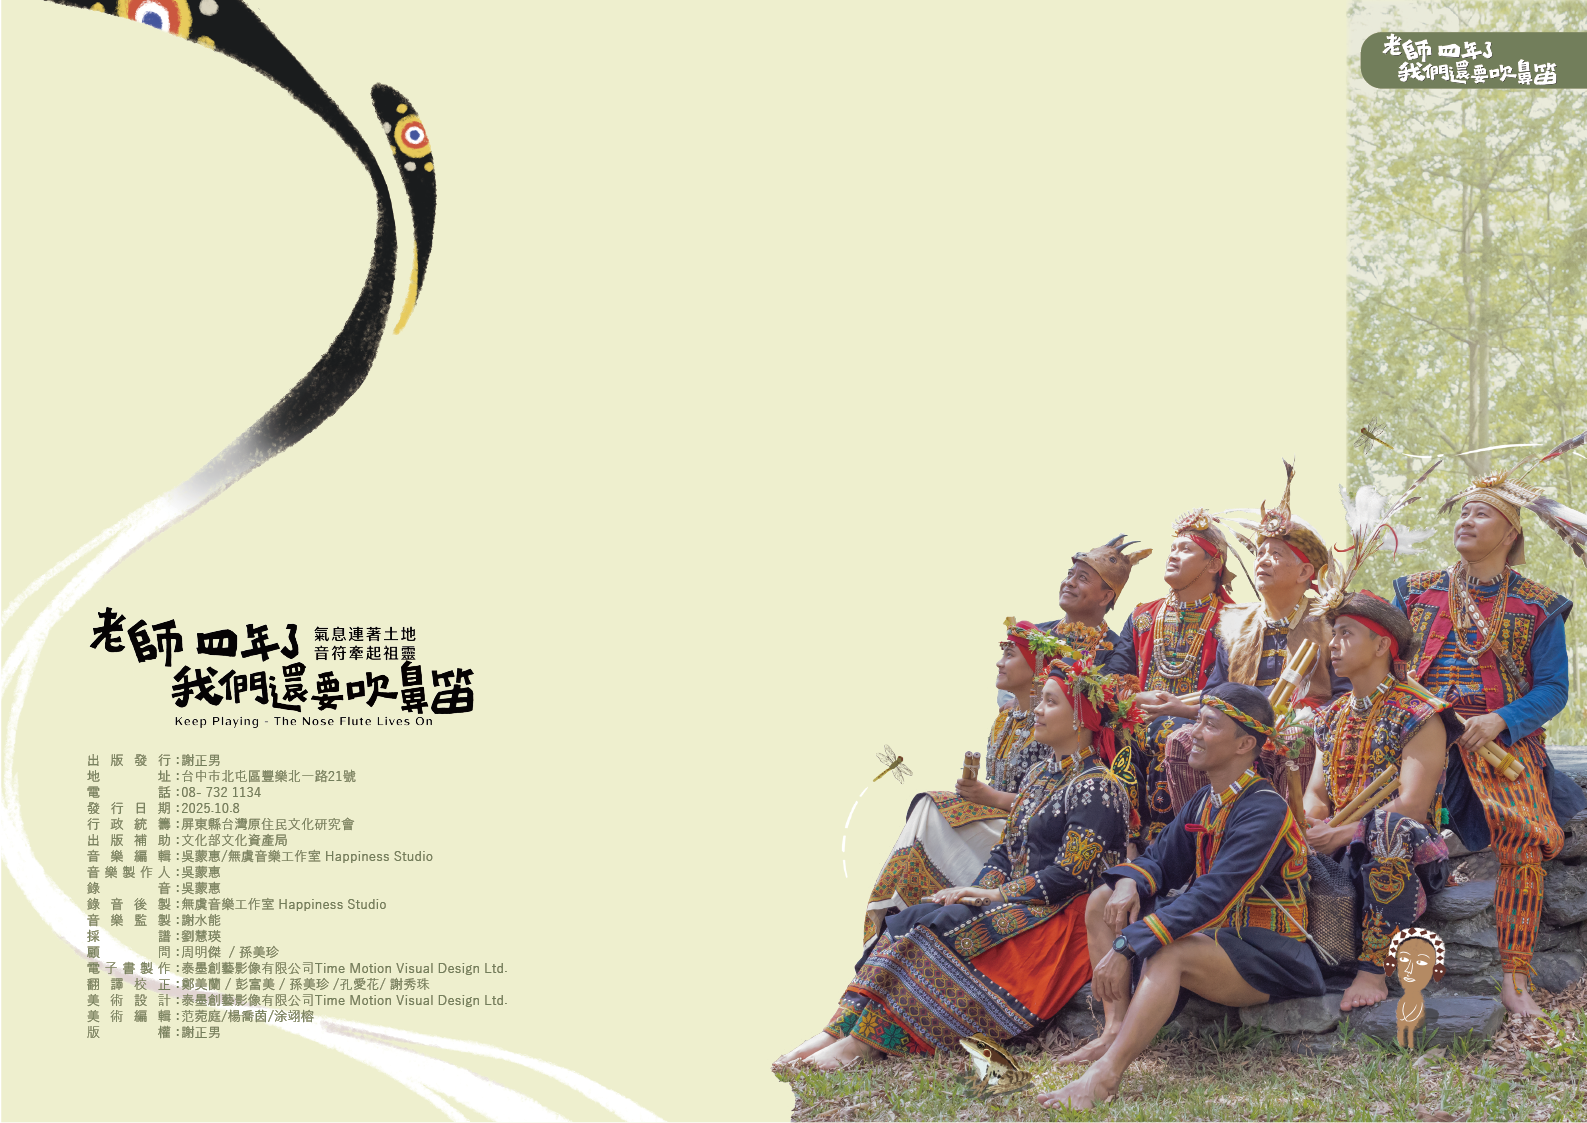 老師 四年了
我們還要吹鼻笛
老師 四年了
氣息連著土地
音符牽起祖靈
我們還要吹鼻笛
Keep Playing - The Nose Flute Lives On
出版發行：謝正男
地址：台中市北屯區豐樂北一路21號
電話：08- 732 1134
發行日期：2025.10.8
行政統籌：屏東縣台灣原住民文化研究會
出版補助：文化部文化資產局
音樂編輯：吳蒙惠/無虞音樂工作室 Happiness Studio
音樂製作人：吳蒙惠
錄音：吳蒙惠
錄音後製：無虞音樂工作室 Happiness Studio
音樂監製：謝水能
採譜：劉慧瑛
顧問：周明傑 / 孫美珍
電子書製作：泰墨創藝影像有限公司Time Motion Visual Design Ltd.
翻譯校正：鄭美蘭 / 彭富美 / 孫美珍 /孔愛花/ 謝秀珠
美術設計：泰墨創藝影像有限公司Time Motion Visual Design Ltd.
美術編輯：范菀庭/楊喬茵/涂翊榕
版權：謝正男